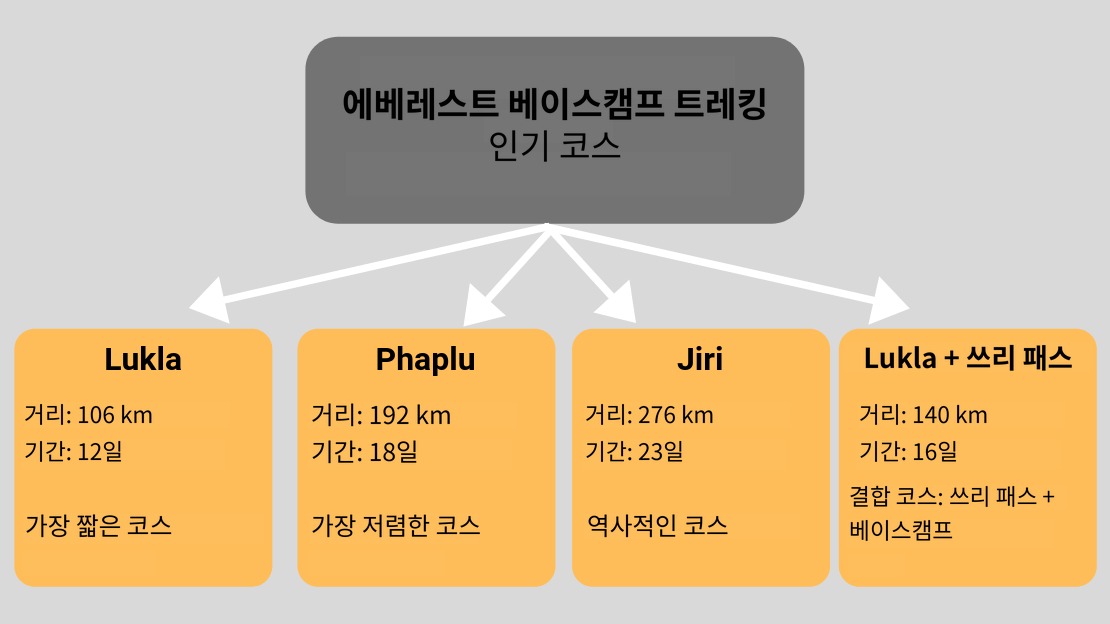 에베레스트 베이스캠프 트레킹
인기 코스
Lukla
거리: 106 km
기간: 12일
가장 짧은 코스
Phaplu
거리: 192 km
기간: 18일
가장 저렴한 코스
Jiri
거리: 276 km
기간: 23일
역사적인 코스
Lukla + 쓰리 패스
거리: 140 km
기간: 16일
결합 코스: 쓰리 패스 +
베이스캠프